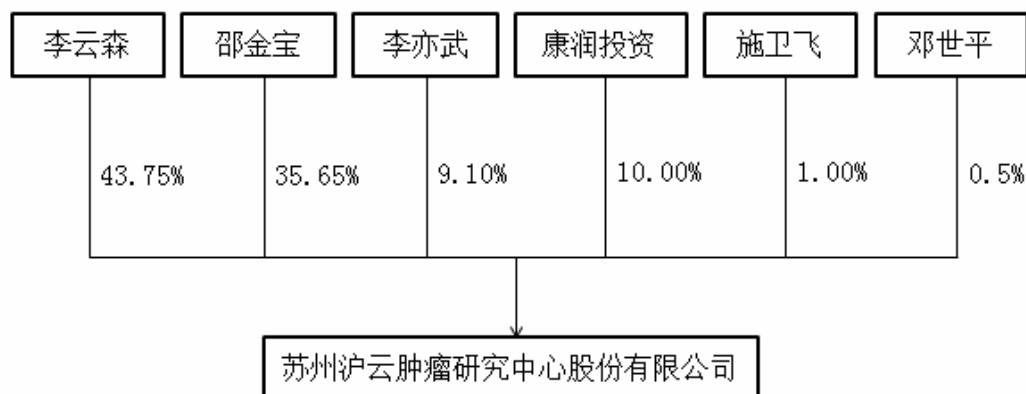 李云森 邵金宝 李亦武 康润投资 施卫飞 邓世平
43.75% 35.65% 9.10% 10.00% 1.00% 0.5%
苏州沪云肿瘤研究中心股份有限公司